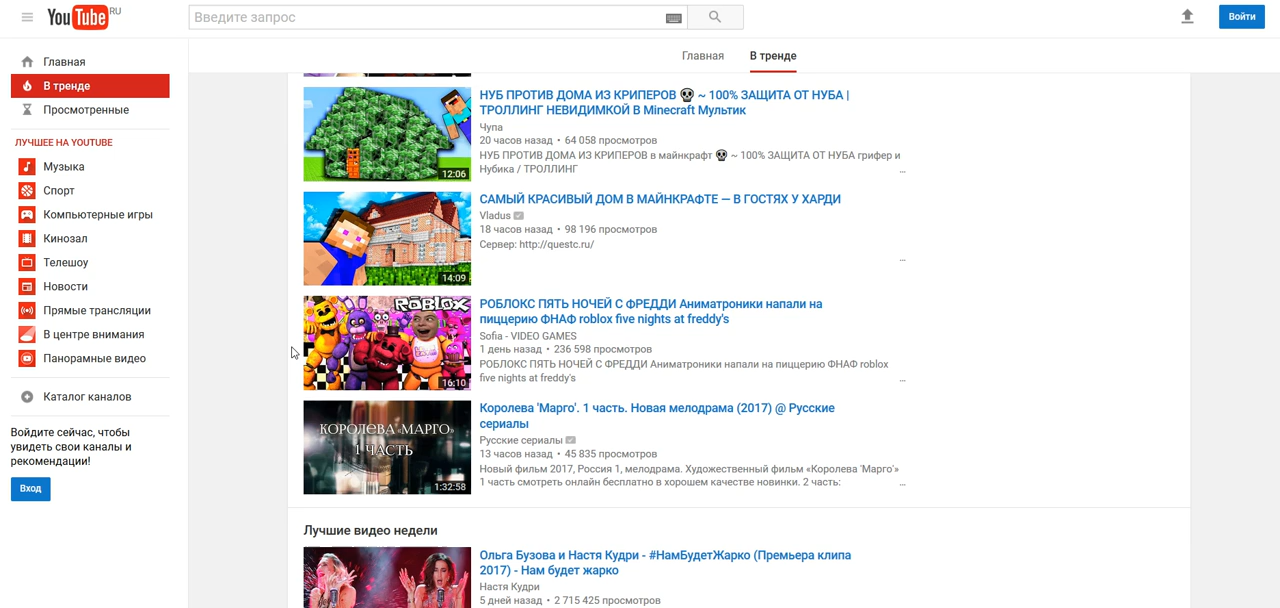 YouTube RU
Введите запрос
Войти
Главная
В тренде
Главная
В тренде
Просмотренные
ЛУЧШЕЕ НА YOUTUBE
Музыка
Спорт
Компьютерные игры
Кинозал
Телешоу
Новости
Прямые трансляции
В центре внимания
Панорамные видео
Каталог каналов
Войдите сейчас, чтобы
увидеть свои каналы и
рекомендации!
Вход
12:06
НУБ ПРОТИВ ДОМА ИЗ КРИПЕРОВ 💀 ~ 100% ЗАЩИТА ОТ НУБА |
ТРОЛЛИНГ НЕВИДИМКОЙ В Minecraft Мультик
Чупа
20 часов назад • 64 058 просмотров
НУБ ПРОТИВ ДОМА ИЗ КРИПЕРОВ в майнкрафт 💀 ~ 100% ЗАЩИТА ОТ НУБА грифер и
Нубика / ТРОЛЛИНГ ...
14:09
САМЫЙ КРАСИВЫЙ ДОМ В МАЙНКРАФТЕ — В ГОСТЯХ У ХАРДИ
Vladus
18 часов назад • 98 196 просмотров
Сервер: http://questc.ru/
...
ROBLOX
16:10
РОБЛОКС ПЯТЬ НОЧЕЙ С ФРЕДДИ Аниматроники напали на
пиццерию ФНАФ roblox five nights at freddy's
Sofia - VIDEO GAMES
1 день назад • 236 598 просмотров
РОБЛОКС ПЯТЬ НОЧЕЙ С ФРЕДДИ Аниматроники напали на пиццерию ФНАФ roblox
five nights at freddy's ...
КОРОЛЕВА «МАРГО»
1 ЧАСТЬ
1:32:58
Королева 'Марго'. 1 часть. Новая мелодрама (2017) @ Русские
сериалы
Русские сериалы
13 часов назад • 45 835 просмотров
Новый фильм 2017, Россия 1, мелодрама. Художественный фильм «Королева 'Марго'»
1 часть смотреть онлайн бесплатно в хорошем качестве новинки. 2 часть: ...
Лучшие видео недели
Ольга Бузова и Настя Кудри - #НамБудетЖарко (Премьера клипа
2017) - Нам будет жарко
Настя Кудри
5 дней назад • 2 715 425 просмотров